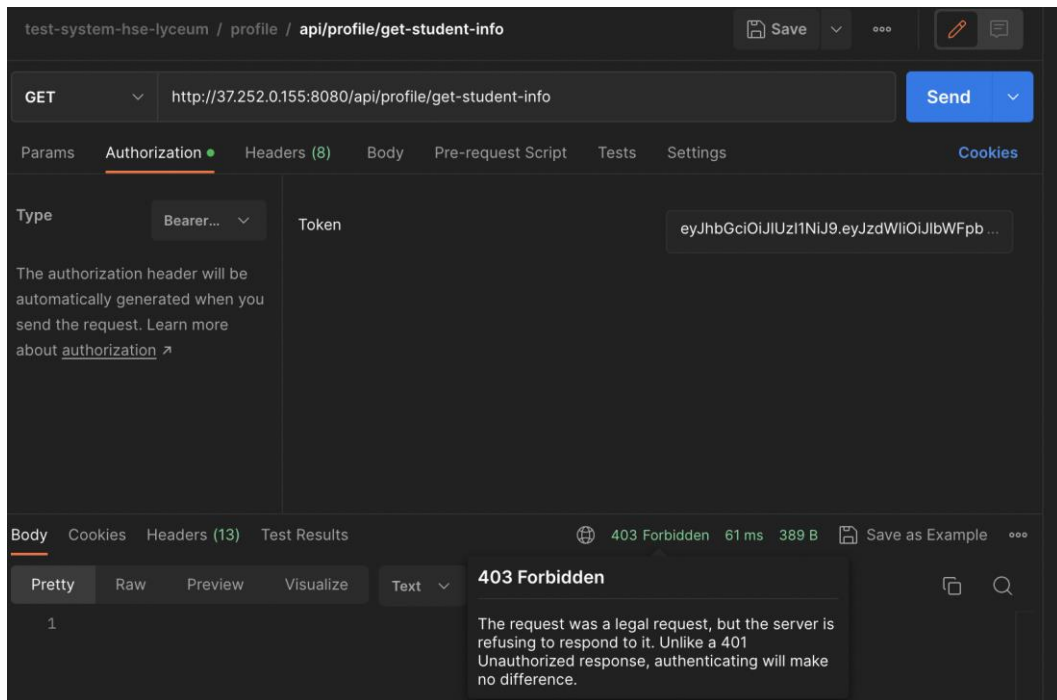 test-system-hse-lyceum / profile / api/profile/get-student-info
Save
GET http://37.252.0.155:8080/api/profile/get-student-info Send
Params Authorization Headers (8) Body Pre-request Script Tests Settings Cookies
Type Bearer... Token eyJhbGciOiJIUzI1NiJ9.eyJzdWIiOiJlbWFpb ...
The authorization header will be
automatically generated when you
send the request. Learn more
about authorization ↗
Body Cookies Headers (13) Test Results 403 Forbidden 61 ms 389 B Save as Example
Pretty Raw Preview Visualize Text
1
403 Forbidden
The request was a legal request, but the server is
refusing to respond to it. Unlike a 401
Unauthorized response, authenticating will make
no difference.